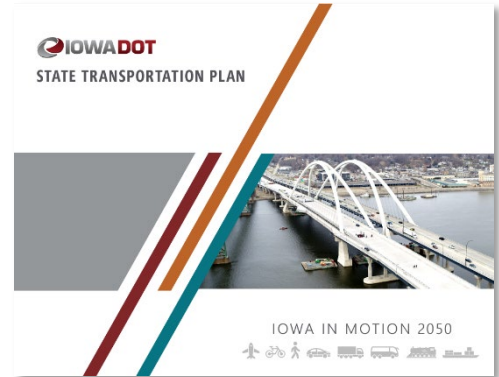 IOWADOT
STATE TRANSPORTATION PLAN
IOWA IN MOTION 2050